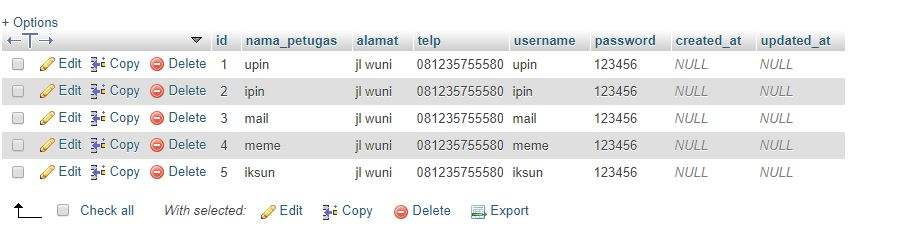 + Options
id nama_petugas alamat telp username password created_at updated_at
Edit Copy Delete 1 upin jl wuni 081235755580 upin 123456 NULL NULL
Edit Copy Delete 2 ipin jl wuni 081235755580 ipin 123456 NULL NULL
Edit Copy Delete 3 mail jl wuni 081235755580 mail 123456 NULL NULL
Edit Copy Delete 4 meme jl wuni 081235755580 meme 123456 NULL NULL
Edit Copy Delete 5 iksun jl wuni 081235755580 iksun 123456 NULL NULL
Check all With selected: Edit Copy Delete Export